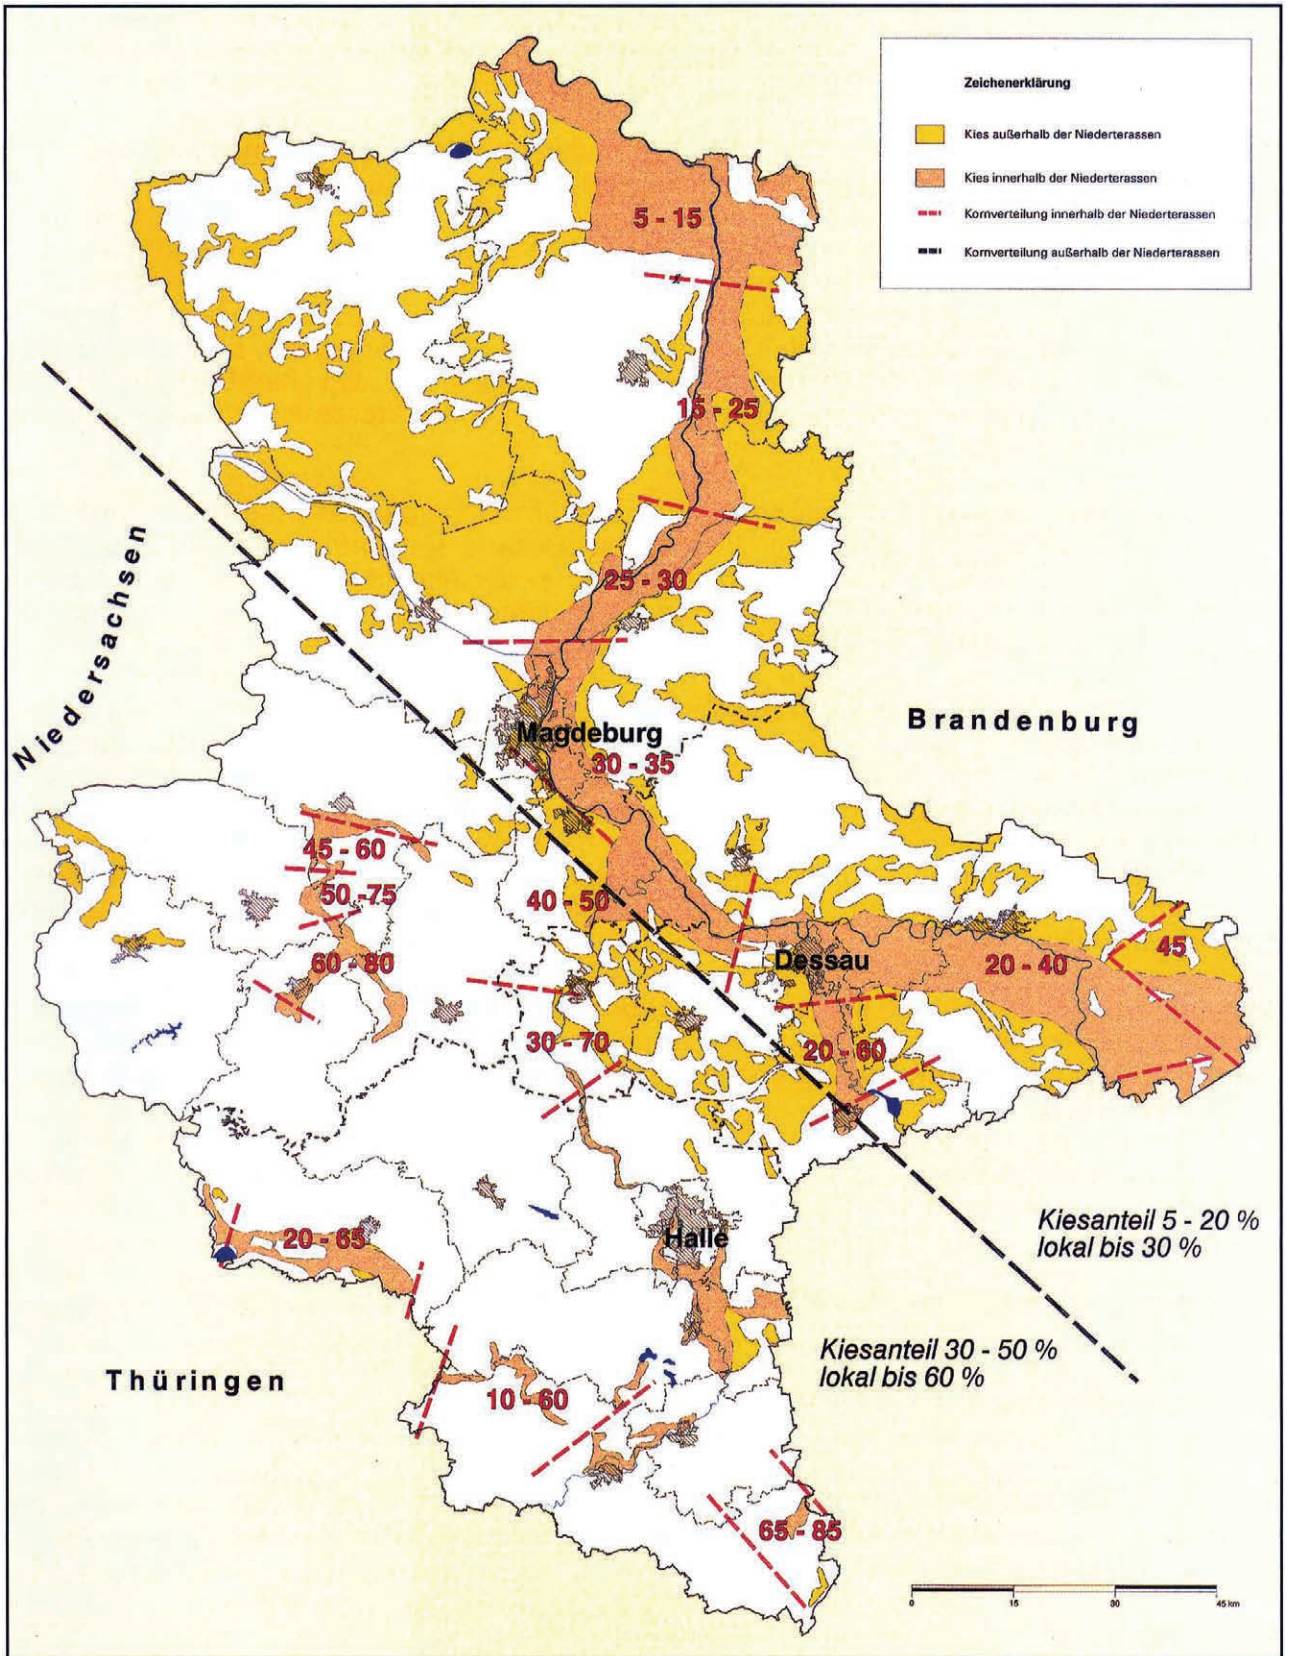 Zeichenerklärung
Kies außerhalb der Niederterassen
Kies innerhalb der Niederterassen
Kornverteilung innerhalb der Niederterassen
Kornverteilung außerhalb der Niederterassen
5 - 15
15 - 25
25 - 30
Niedersachsen
Brandenburg
Magdeburg
30 - 35
45 - 60
50 -75
40 - 50
60 - 80
Dessau
20 - 40
45
30 - 70
20 - 60
Kiesanteil 5 - 20 %
lokal bis 30 %
20 - 65
Halle
Kiesanteil 30 - 50 %
lokal bis 60 %
Thüringen
10 - 60
65 - 85
0 15 30 45 km